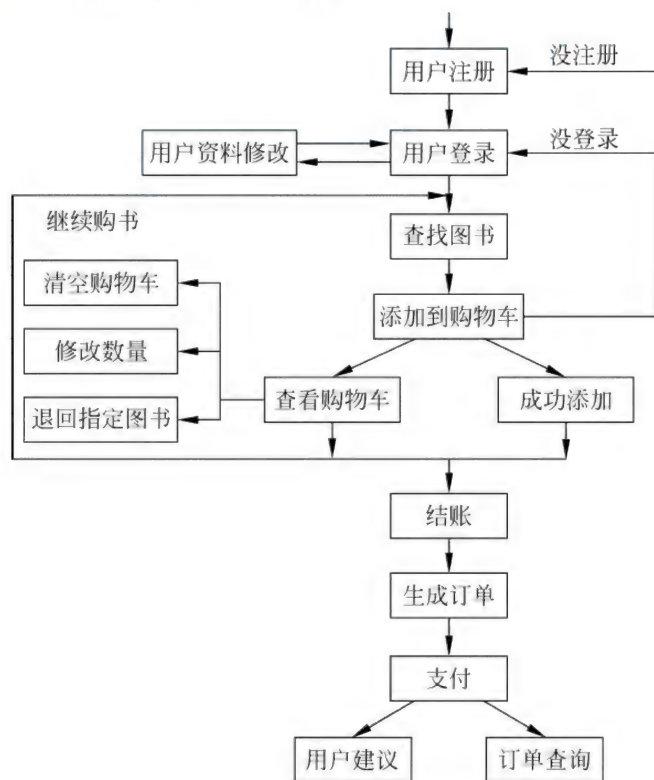 没注册
用户注册
没登录
用户资料修改
用户登录
继续购书
查找图书
清空购物车
添加到购物车
修改数量
查看购物车
成功添加
退回指定图书
结账
生成订单
支付
用户建议
订单查询